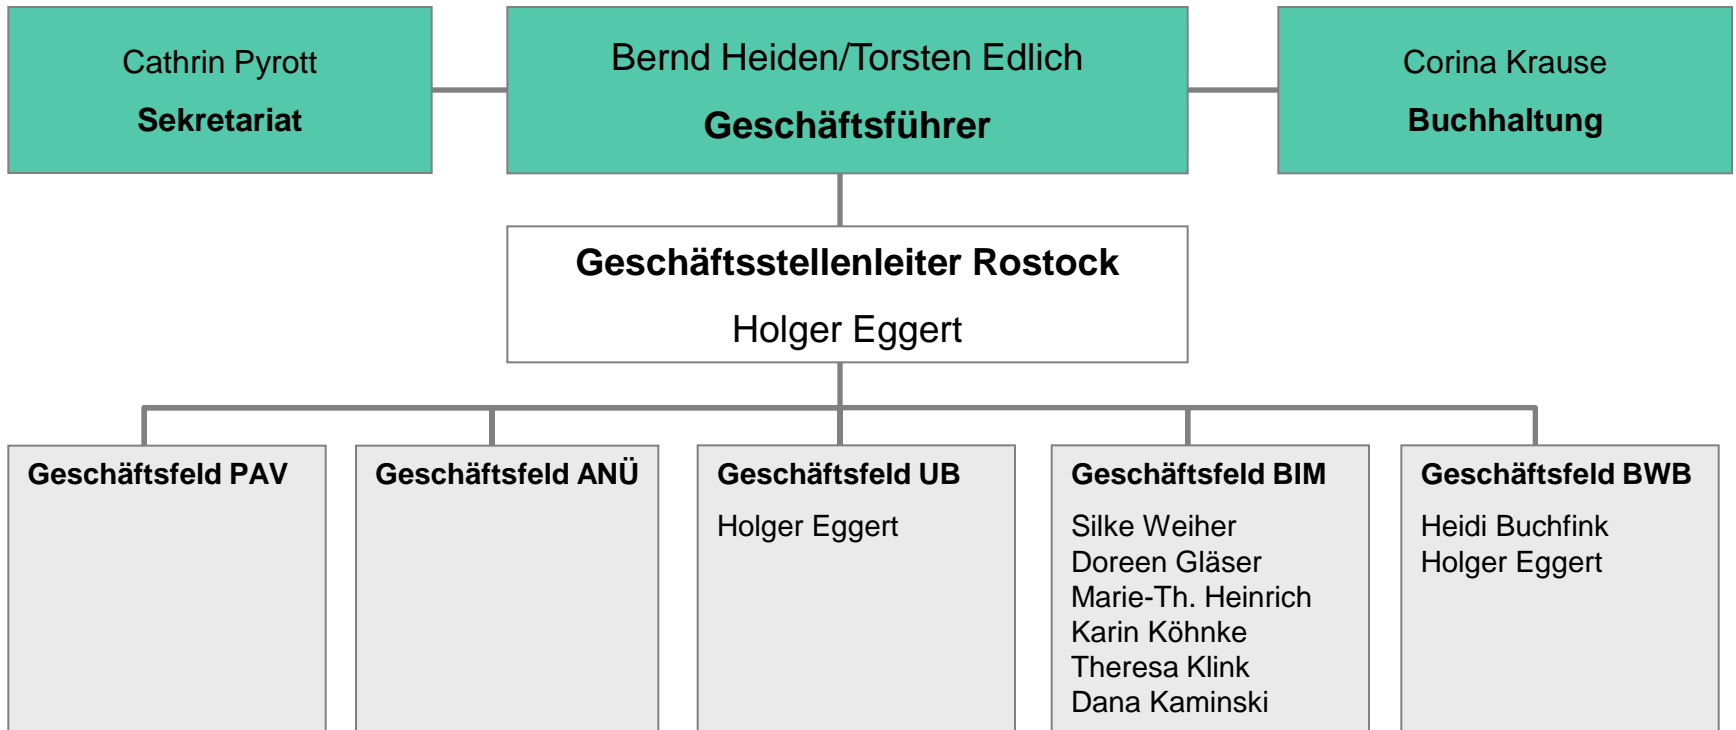 Cathrin Pyrott
Sekretariat
Bernd Heiden/Torsten Edlich
Geschäftsführer
Corina Krause
Buchhaltung
Geschäftsstellenleiter Rostock
Holger Eggert
Geschäftsfeld PAV
Geschäftsfeld ANÜ
Geschäftsfeld UB
Holger Eggert
Geschäftsfeld BIM
Silke Weiher
Doreen Gläser
Marie-Th. Heinrich
Karin Köhnke
Theresa Klink
Dana Kaminski
Geschäftsfeld BWB
Heidi Buchfink
Holger Eggert